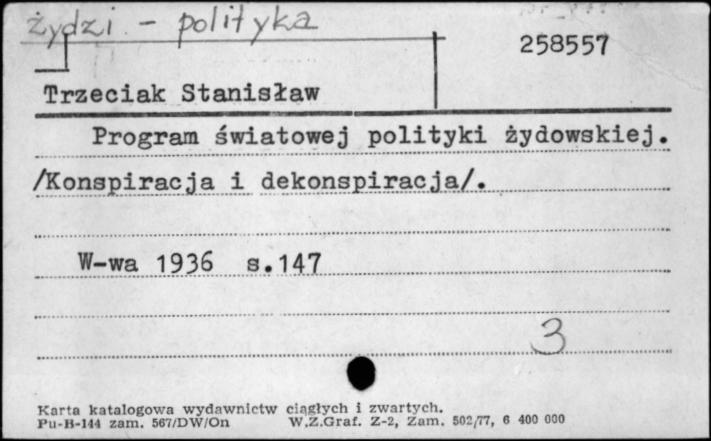 żydzi - polityka
258557
Trzeciak Stanisław
Program światowej polityki żydowskiej.
/Konspiracja i dekonspiracja/.
W-wa 1936 s.147
3
Karta katalogowa wydawnictw ciągłych i zwartych.
Pu-B-144 zam. 567/DW/On W.Z.Graf. Z-2, Zam. 502/77, 6 400 000